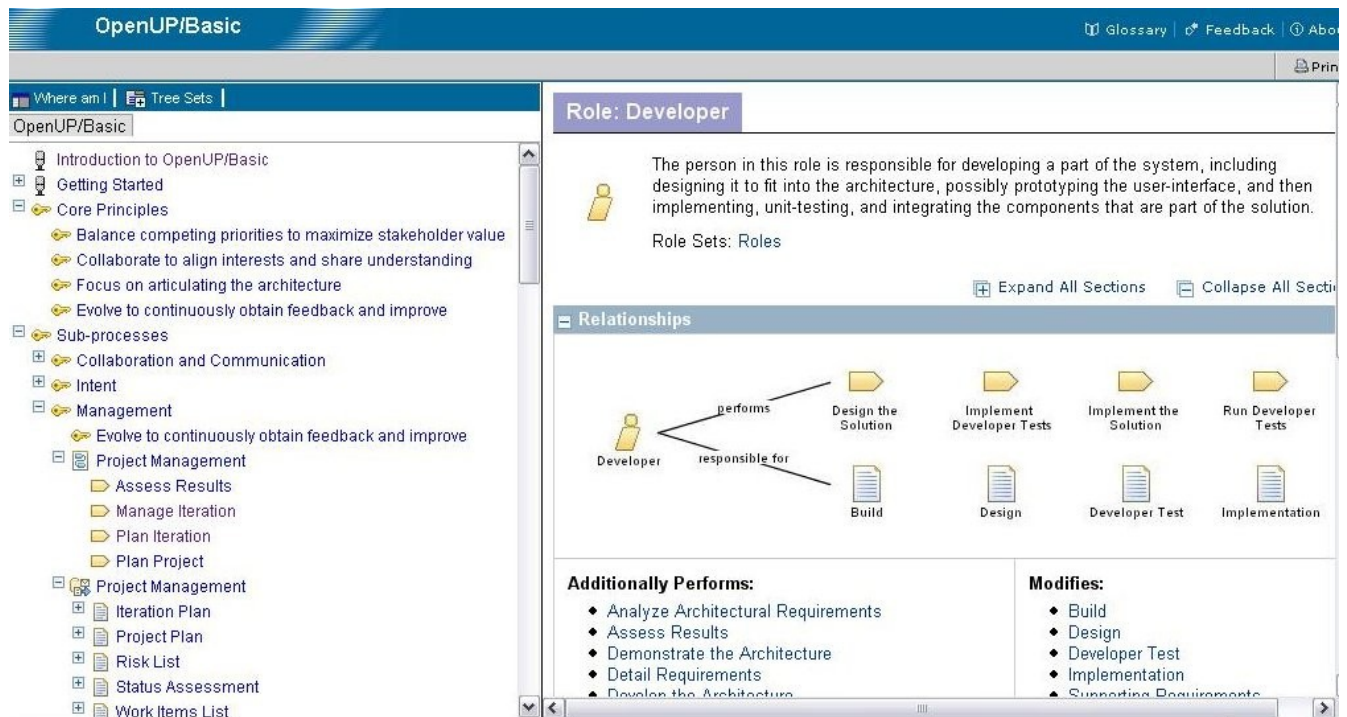 OpenUP/Basic
Glossary | Feedback | Abo
Prin
Where am I | Tree Sets |
OpenUP/Basic
Introduction to OpenUP/Basic
Getting Started
Core Principles
Balance competing priorities to maximize stakeholder value
Collaborate to align interests and share understanding
Focus on articulating the architecture
Evolve to continuously obtain feedback and improve
Sub-processes
Collaboration and Communication
Intent
Management
Evolve to continuously obtain feedback and improve
Project Management
Assess Results
Manage Iteration
Plan Iteration
Plan Project
Project Management
Iteration Plan
Project Plan
Risk List
Status Assessment
Work Items List
Role: Developer
The person in this role is responsible for developing a part of the system, including
designing it to fit into the architecture, possibly prototyping the user-interface, and then
implementing, unit-testing, and integrating the components that are part of the solution.
Role Sets: Roles
Expand All Sections Collapse All Secti
Relationships
performs
responsible for
Developer
Design the
Solution
Implement
Developer Tests
Implement the
Solution
Run Developer
Tests
Build
Design
Developer Test
Implementation
Additionally Performs:
Analyze Architectural Requirements
Assess Results
Demonstrate the Architecture
Detail Requirements
Develop the Architecture
Modifies:
Build
Design
Developer Test
Implementation
Supporting Requirements